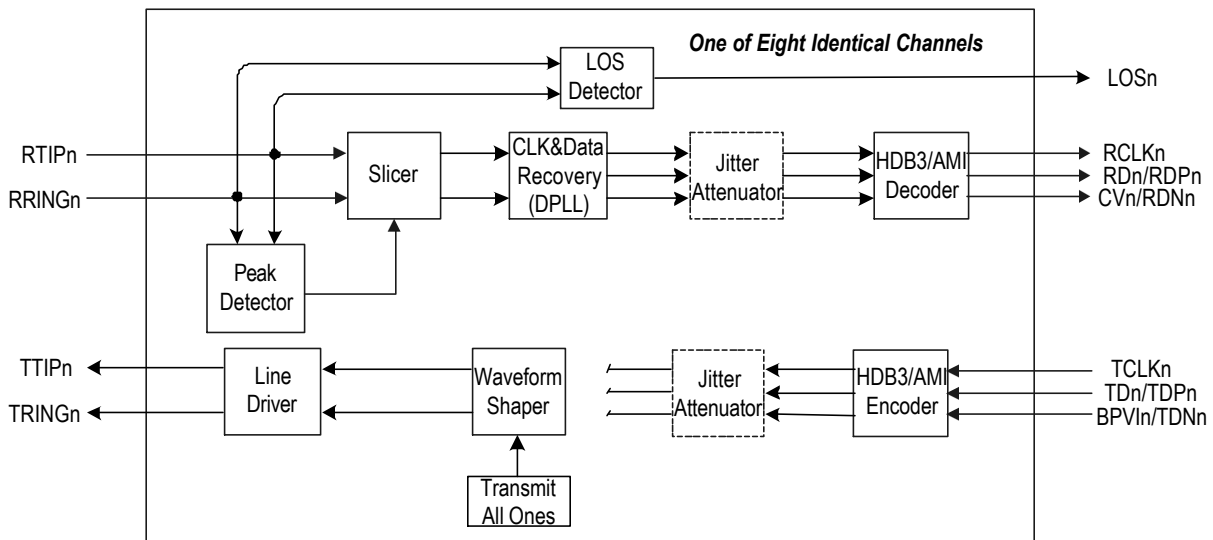 One of Eight Identical Channels
LOS
Detector
LOSn
RTIPn
RRINGn
Slicer
CLK&Data
Recovery
(DPLL)
Jitter
Attenuator
HDB3/AMI
Decoder
RCLKn
RDn/RDPn
CVn/RDNn
Peak
Detector
TTIPn
TRINGn
Line
Driver
Waveform
Shaper
Jitter
Attenuator
HDB3/AMI
Encoder
TCLKn
TDn/TDPn
BPVIn/TDNn
Transmit
All Ones